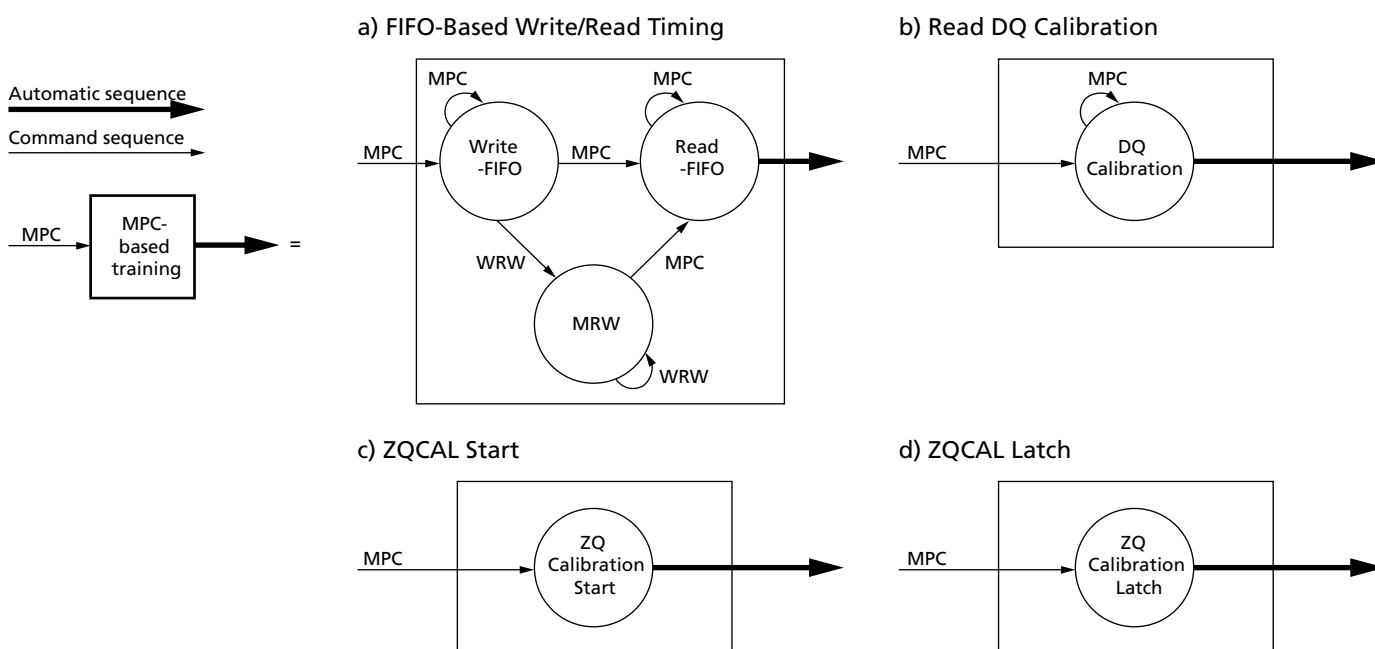 a) FIFO-Based Write/Read Timing
b) Read DQ Calibration
Automatic sequence
Command sequence
MPC
MPC-
based
training
=
MPC
MPC
MPC
Write
-FIFO
MPC
Read
-FIFO
WRW
MPC
MRW
WRW
MPC
MPC
DQ
Calibration
c) ZQCAL Start
d) ZQCAL Latch
MPC
ZQ
Calibration
Start
MPC
ZQ
Calibration
Latch